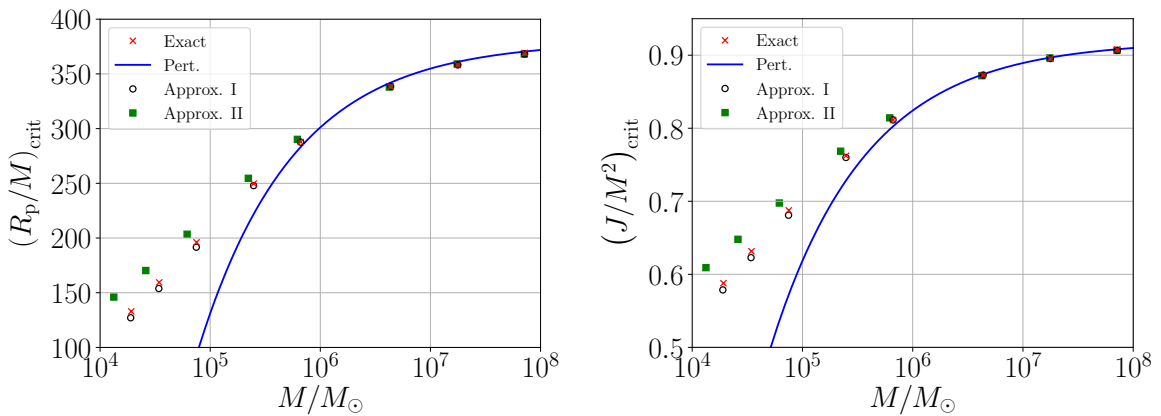 400
350
300
250
200
150
100
(R_p/M)_crit
Exact
Pert.
Approx. I
Approx. II
10^4
10^5
10^6
10^7
10^8
M/M_⊙
0.9
0.8
0.7
0.6
0.5
(J/M^2)_crit
Exact
Pert.
Approx. I
Approx. II
10^4
10^5
10^6
10^7
10^8
M/M_⊙